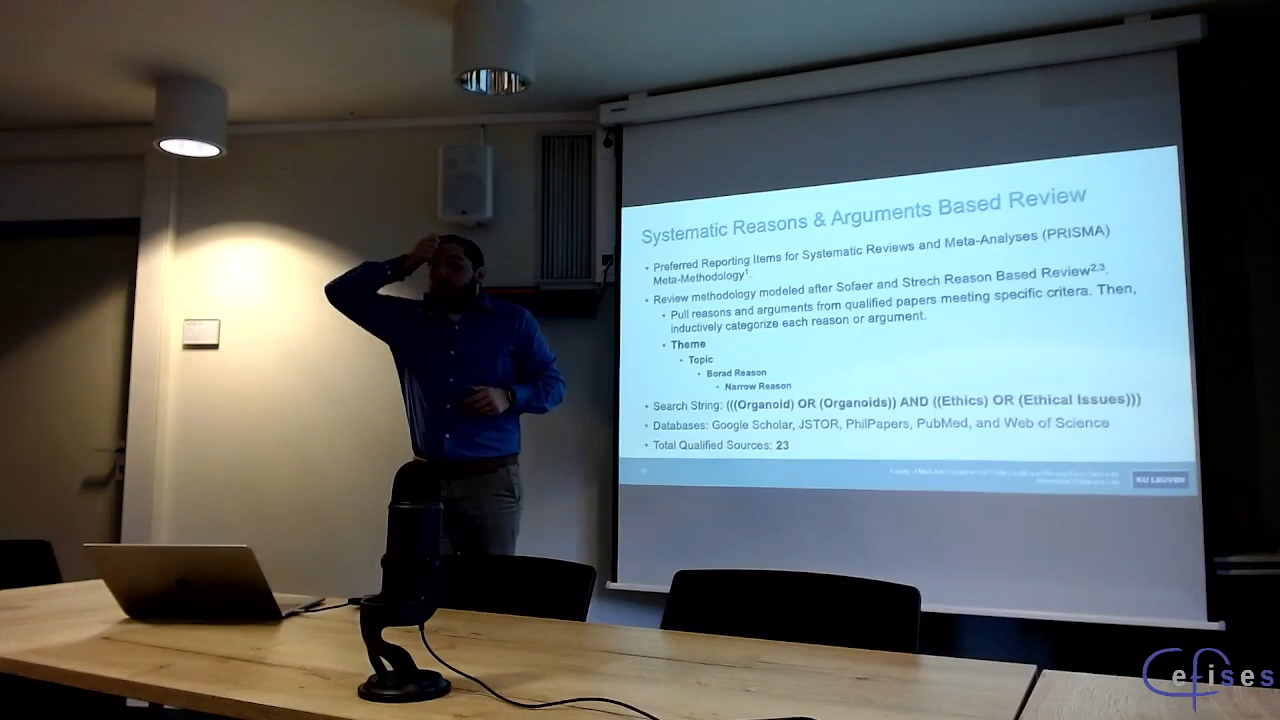 Systematic Reasons & Arguments Based Review
• Preferred Reporting Items for Systematic Reviews and Meta-Analyses (PRISMA)
Meta-Methodology1.
• Review methodology modeled after Sofaer and Strech Reason Based Review2,3.
• Pull reasons and arguments from qualified papers meeting specific critera. Then,
inductively categorize each reason or argument.
• Theme
• Topic
• Borad Reason
• Narrow Reason
• Search String: (((Organoid) OR (Organoids)) AND ((Ethics) OR (Ethical Issues)))
• Databases: Google Scholar, JSTOR, PhilPapers, PubMed, and Web of Science
• Total Qualified Sources: 23
KU LEUVEN
Cefises